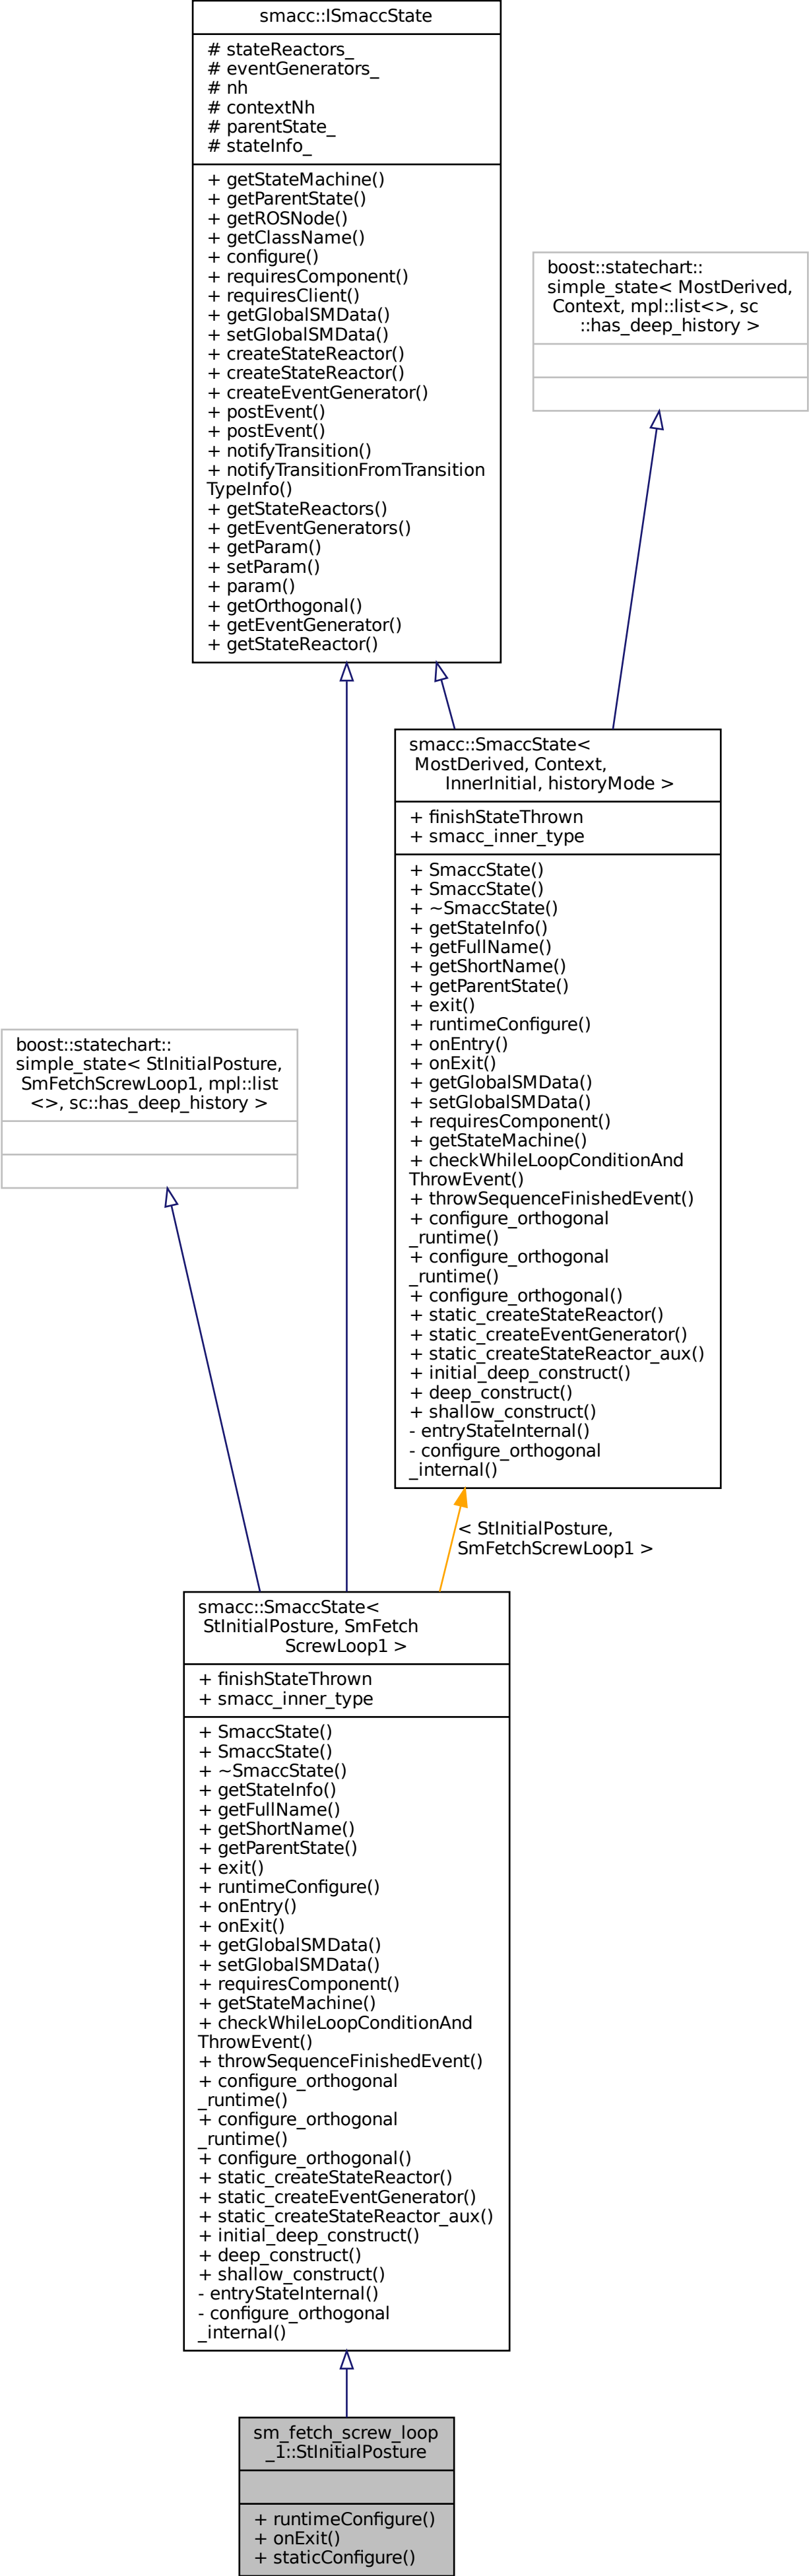 smacc::ISmaccState
# stateReactors_
# eventGenerators_
# nh
# contextNh
# parentState_
# stateInfo_
+ getStateMachine()
+ getParentState()
+ getROSNode()
+ getClassName()
+ configure()
+ requiresComponent()
+ requiresClient()
+ getGlobalSMData()
+ setGlobalSMData()
+ createStateReactor()
+ createStateReactor()
+ createEventGenerator()
+ postEvent()
+ postEvent()
+ notifyTransition()
+ notifyTransitionFromTransition
TypeInfo()
+ getStateReactors()
+ getEventGenerators()
+ getParam()
+ setParam()
+ param()
+ getOrthogonal()
+ getEventGenerator()
+ getStateReactor()
boost::statechart::
simple_state< MostDerived,
Context, mpl::list<>, sc
::has_deep_history >
smacc::SmaccState<
MostDerived, Context,
InnerInitial, historyMode >
+ finishStateThrown
+ smacc_inner_type
+ SmaccState()
+ SmaccState()
+ ~SmaccState()
+ getStateInfo()
+ getFullName()
+ getShortName()
+ getParentState()
+ exit()
+ runtimeConfigure()
+ onEntry()
+ onExit()
+ getGlobalSMData()
+ setGlobalSMData()
+ requiresComponent()
+ getStateMachine()
+ checkWhileLoopConditionAnd
ThrowEvent()
+ throwSequenceFinishedEvent()
+ configure_orthogonal
_runtime()
+ configure_orthogonal
_runtime()
+ configure_orthogonal()
+ static_createStateReactor()
+ static_createEventGenerator()
+ static_createStateReactor_aux()
+ initial_deep_construct()
+ deep_construct()
+ shallow_construct()
- entryStateInternal()
- configure_orthogonal
_internal()
boost::statechart::
simple_state< StInitialPosture,
SmFetchScrewLoop1, mpl::list
<>, sc::has_deep_history >
< StInitialPosture,
SmFetchScrewLoop1 >
smacc::SmaccState<
StInitialPosture, SmFetch
ScrewLoop1 >
+ finishStateThrown
+ smacc_inner_type
+ SmaccState()
+ SmaccState()
+ ~SmaccState()
+ getStateInfo()
+ getFullName()
+ getShortName()
+ getParentState()
+ exit()
+ runtimeConfigure()
+ onEntry()
+ onExit()
+ getGlobalSMData()
+ setGlobalSMData()
+ requiresComponent()
+ getStateMachine()
+ checkWhileLoopConditionAnd
ThrowEvent()
+ throwSequenceFinishedEvent()
+ configure_orthogonal
_runtime()
+ configure_orthogonal
_runtime()
+ configure_orthogonal()
+ static_createStateReactor()
+ static_createEventGenerator()
+ static_createStateReactor_aux()
+ initial_deep_construct()
+ deep_construct()
+ shallow_construct()
- entryStateInternal()
- configure_orthogonal
_internal()
sm_fetch_screw_loop
_1::StInitialPosture
+ runtimeConfigure()
+ onExit()
+ staticConfigure()